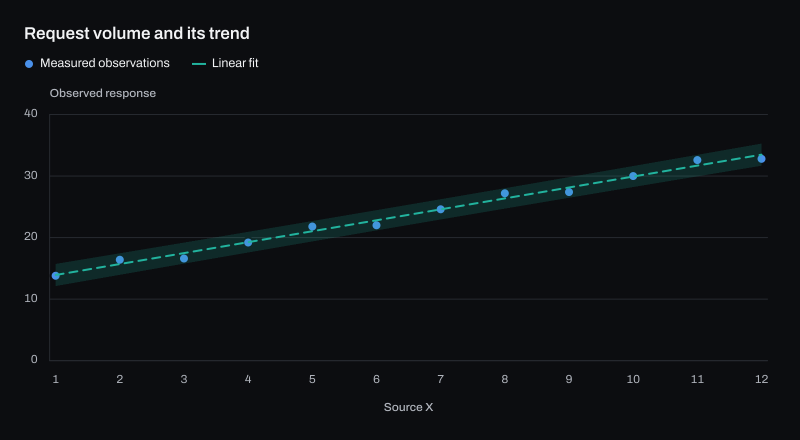 Request volume and its trend
Measured observations Linear fit
Observed response
40
30
20
10
0
1 2 3 4 5 6 7 8 9 10 11 12
Source X